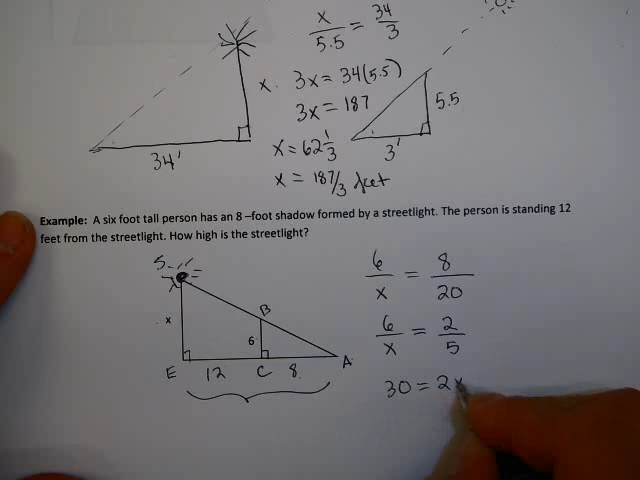 x/5.5 = 34/3
x. 3x = 34(5.5)
3x = 187
x = 62 1/3
x = 187/3 feet
34'
3'
5.5
Example: A six foot tall person has an 8 –foot shadow formed by a streetlight. The person is standing 12
feet from the streetlight. How high is the streetlight?
6/x = 8/20
6/x = 2/5
30 = 2x
S
B
x
6
E 12 C 8 A